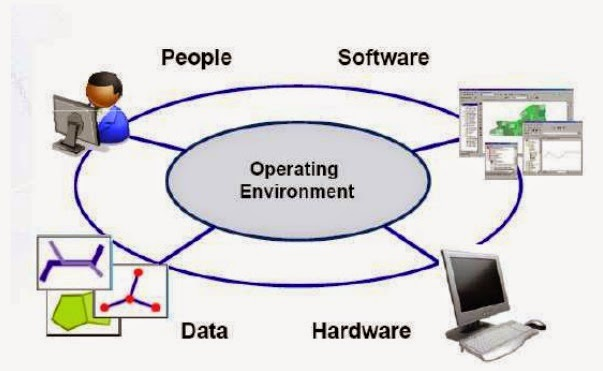 People
Software
Operating
Environment
Data
Hardware